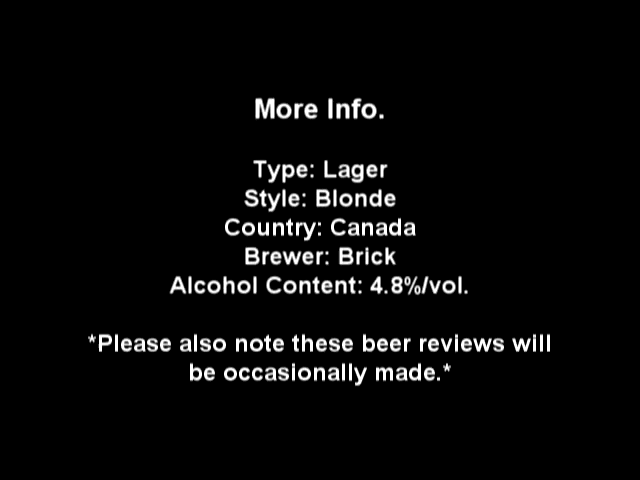 More Info.
Type: Lager
Style: Blonde
Country: Canada
Brewer: Brick
Alcohol Content: 4.8%/vol.
*Please also note these beer reviews will
be occasionally made.*